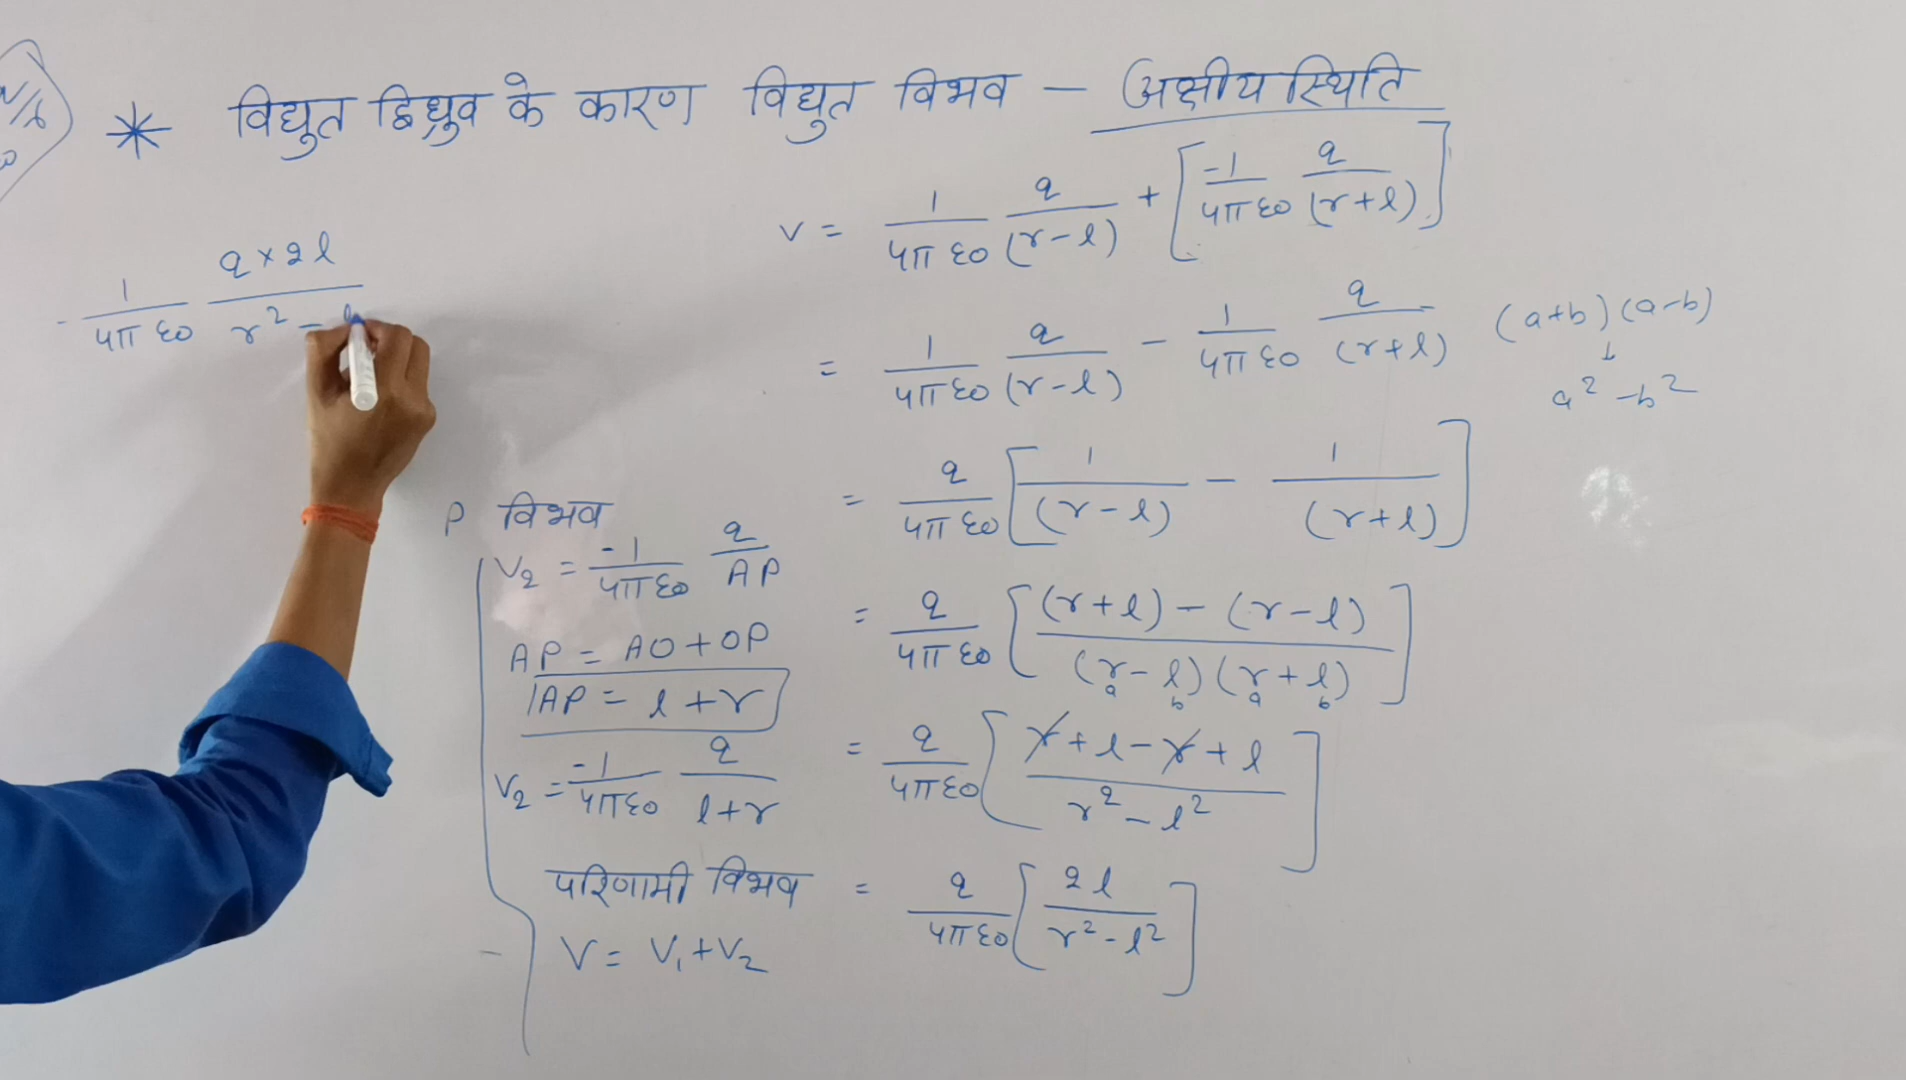 * विद्युत द्विध्रुव के कारण विद्युत विभव — अक्षीय स्थिति
1/4πε0 q×2l/r² -
P विभव
V2 = -1/4πε0 q/AP
AP = AO + OP
AP = l + r
V2 = -1/4πε0 q/l+r
परिणामी विभव
V = V1 + V2
V = 1/4πε0 q/(r-l) + [-1/4πε0 q/(r+l)]
= 1/4πε0 q/(r-l) - 1/4πε0 q/(r+l)
(a+b)(a-b)
↓
a² - b²
= q/4πε0 [1/(r-l) - 1/(r+l)]
= q/4πε0 [(r+l) - (r-l)/(r-l)(r+l)]
a b a b
= q/4πε0 [r+l-r+l/r²-l²]
= q/4πε0 [2l/r²-l²]